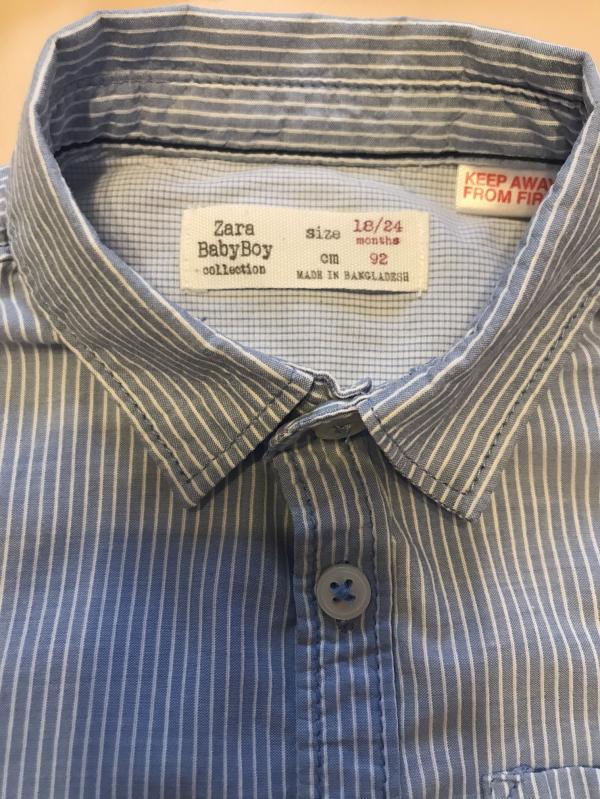 Zara
BabyBoy
collection
size 18/24
months
cm 92
MADE IN BANGLADESH
KEEP AWAY
FROM FIR